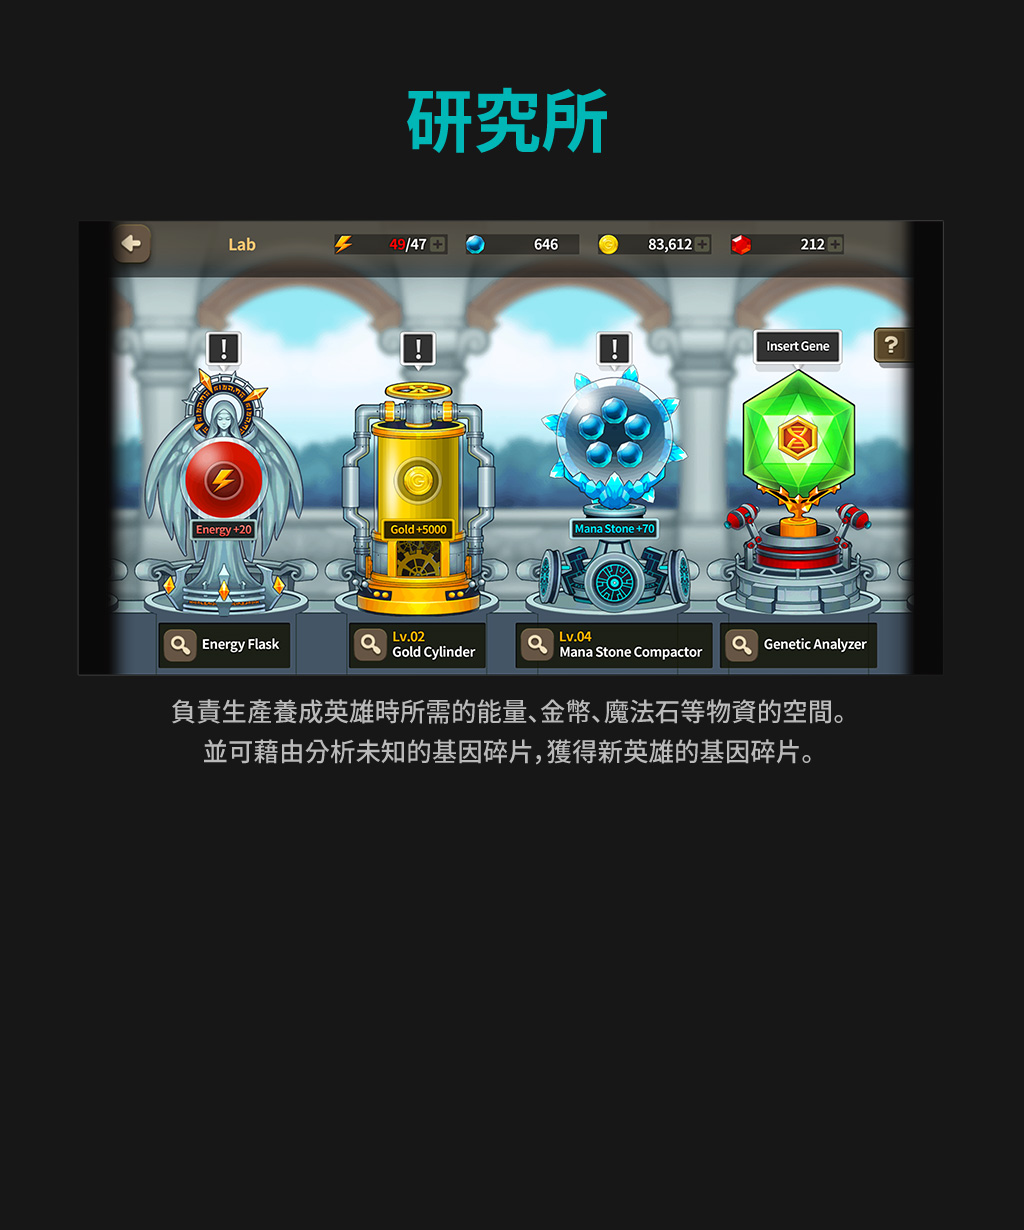 研究所
Lab
49/47
646
83,612
212
!
!
!
Insert Gene
?
Energy +20
Gold +5000
Mana Stone +70
Energy Flask
Lv.02
Gold Cylinder
Lv.04
Mana Stone Compactor
Genetic Analyzer
負責生產養成英雄時所需的能量、金幣、魔法石等物資的空間。
並可藉由分析未知的基因碎片，獲得新英雄的基因碎片。